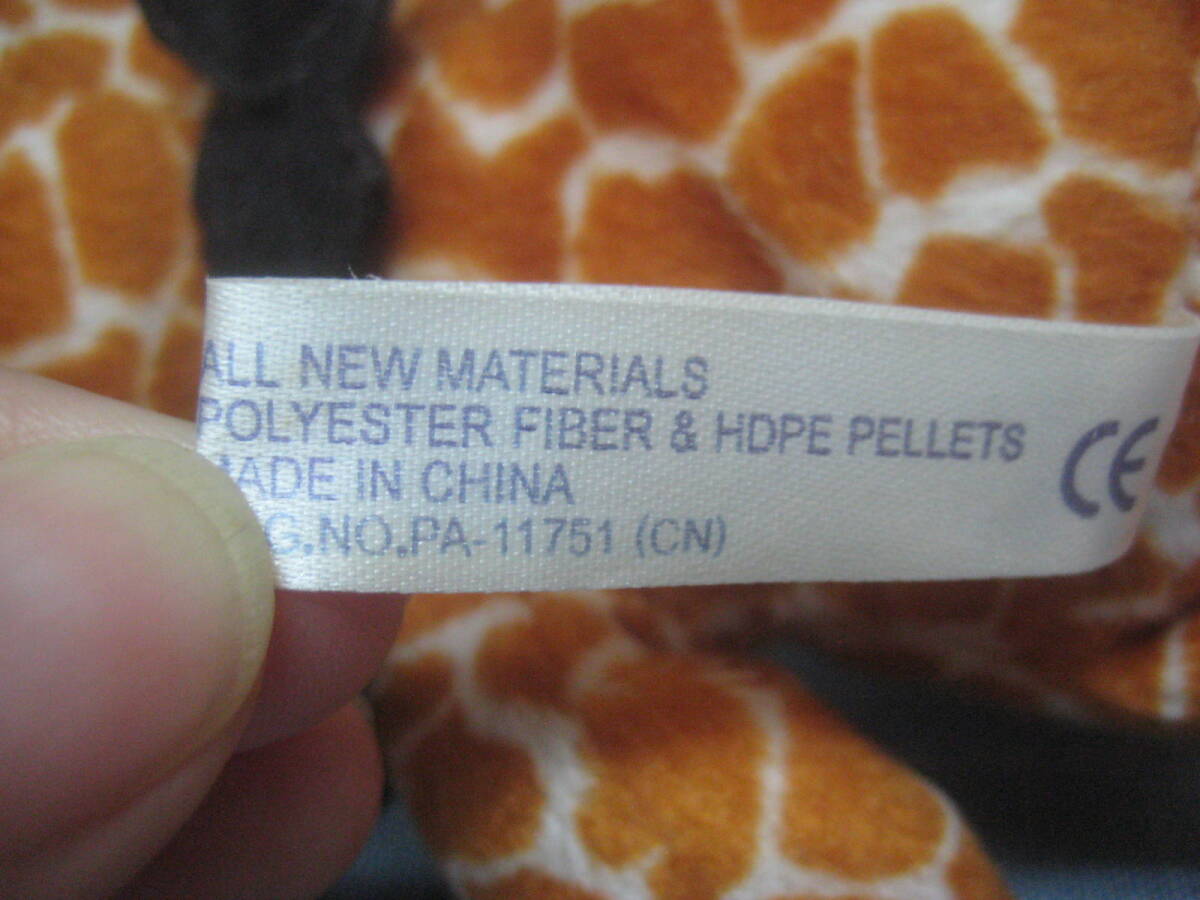 ALL NEW MATERIALS
POLYESTER FIBER & HDPE PELLETS
MADE IN CHINA
G.NO.PA-11751 (CN)
CE